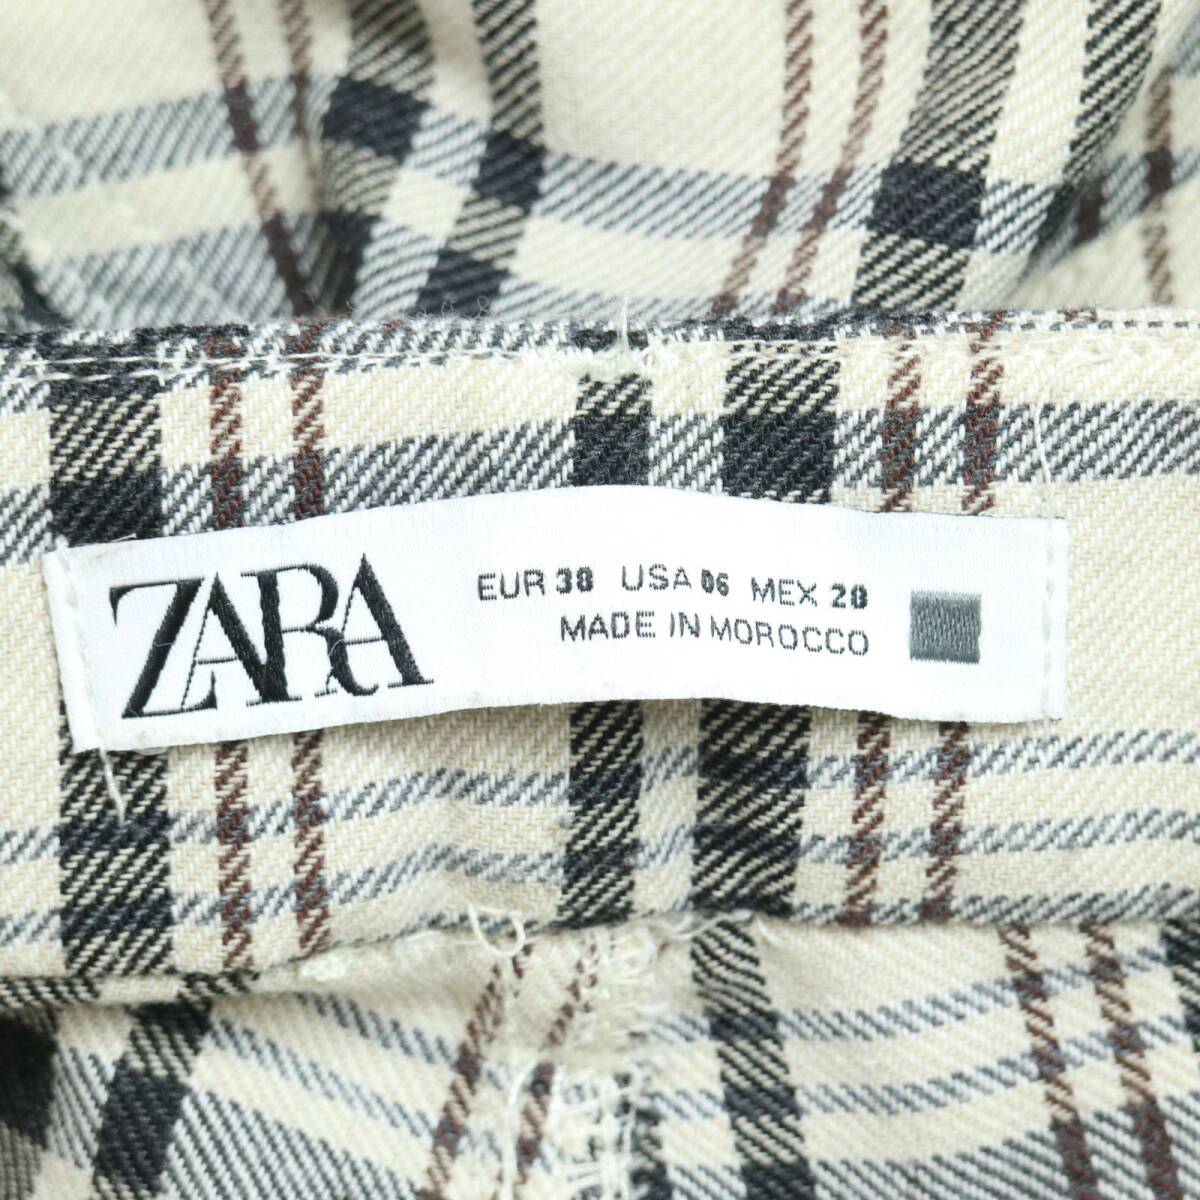 ZARA
EUR 38 USA 06 MEX 28
MADE IN MOROCCO